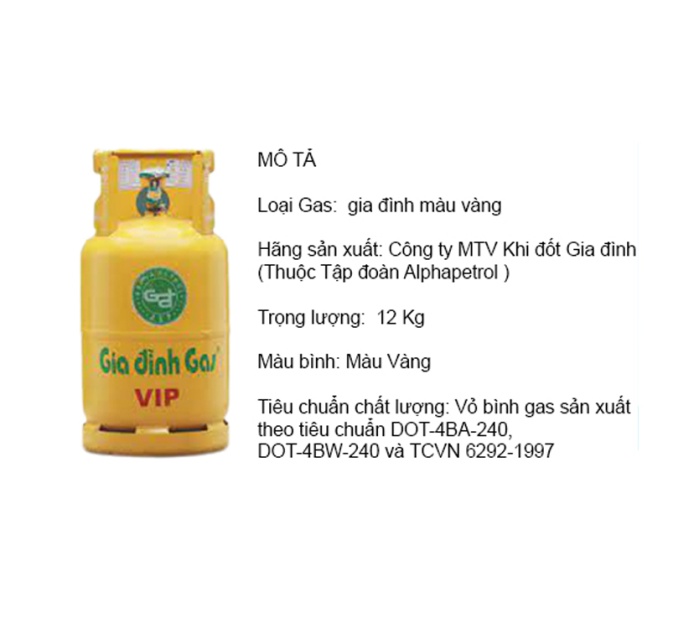 MÔ TẢ
Loại Gas: gia đình màu vàng
Hãng sản xuất: Công ty MTV Khi đốt Gia đình
(Thuộc Tập đoàn Alphapetrol )
Trọng lượng: 12 Kg
Màu bình: Màu Vàng
Tiêu chuẩn chất lượng: Vỏ bình gas sản xuất
theo tiêu chuẩn DOT-4BA-240,
DOT-4BW-240 và TCVN 6292-1997
Gia đình Gas
VIP